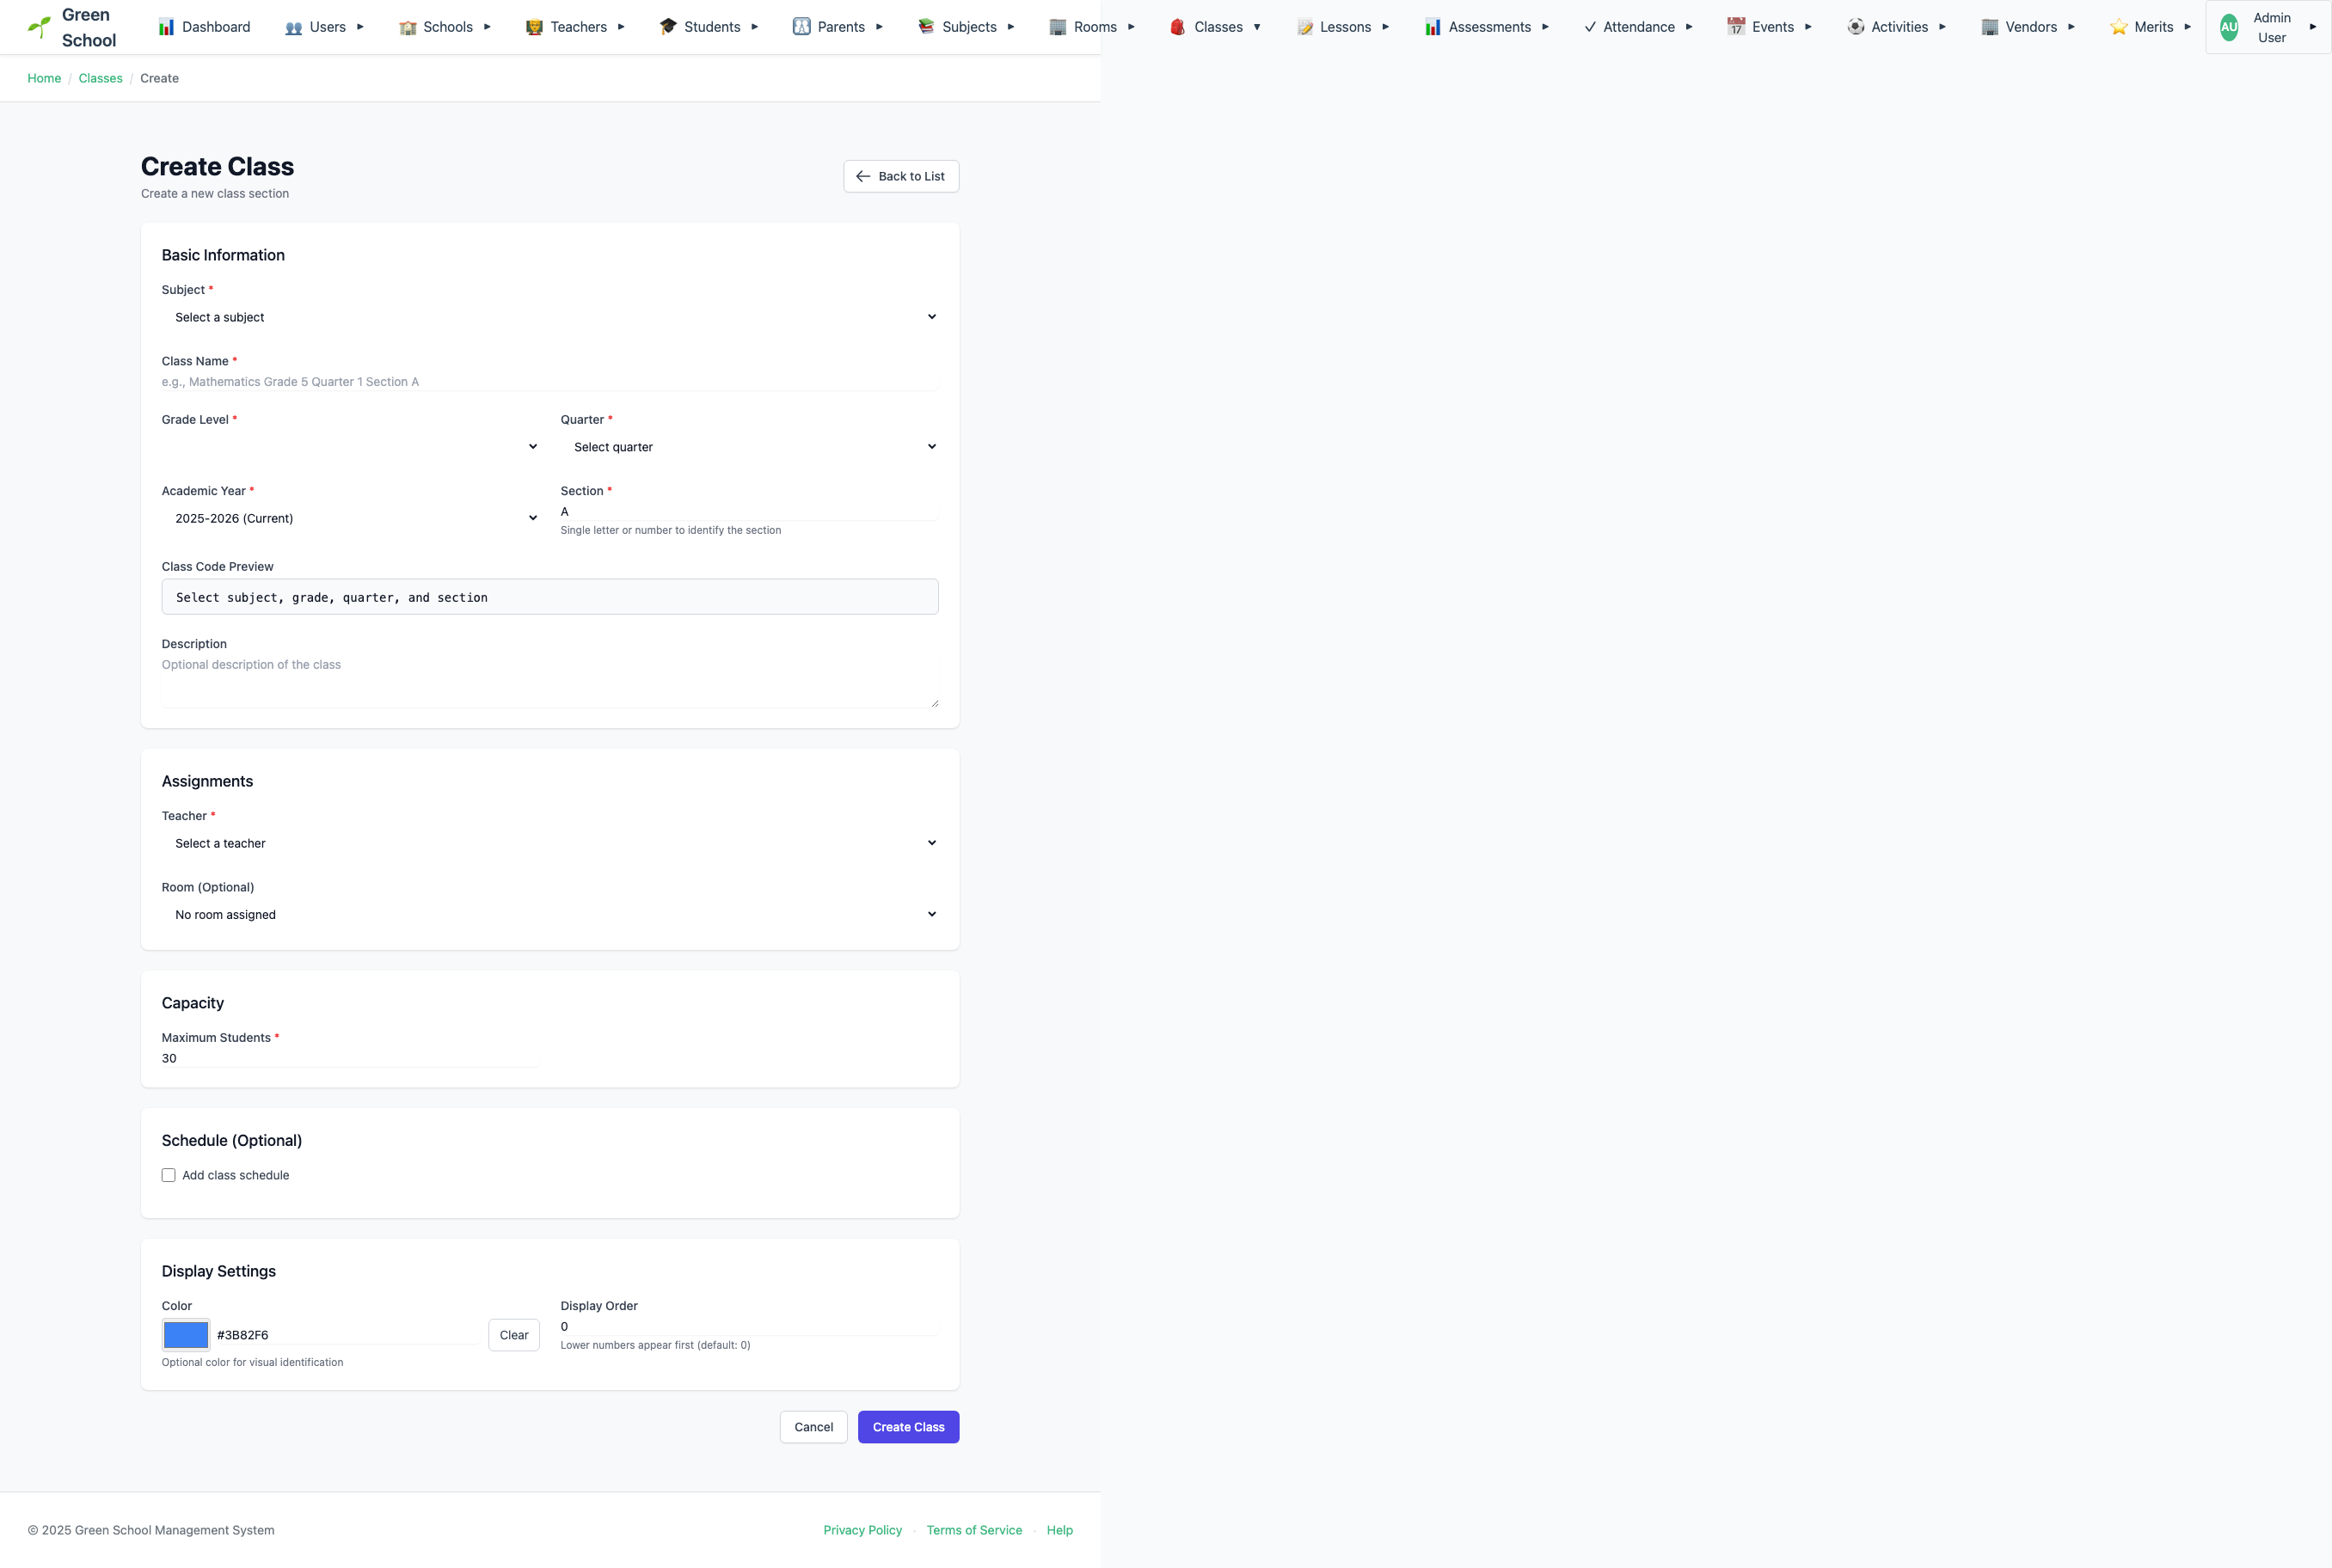 Green School
Dashboard
Users
Schools
Teachers
Students
Parents
Subjects
Rooms
Classes
Lessons
Assessments
Attendance
Events
Activities
Vendors
Merits
AU
Admin User
Home / Classes / Create
Create Class
Create a new class section
Back to List
Basic Information
Subject *
Select a subject
Class Name *
e.g., Mathematics Grade 5 Quarter 1 Section A
Grade Level *
Quarter *
Select quarter
Academic Year *
2025-2026 (Current)
Section *
A
Single letter or number to identify the section
Class Code Preview
Select subject, grade, quarter, and section
Description
Optional description of the class
Assignments
Teacher *
Select a teacher
Room (Optional)
No room assigned
Capacity
Maximum Students *
30
Schedule (Optional)
Add class schedule
Display Settings
Color
#3B82F6
Clear
Optional color for visual identification
Display Order
0
Lower numbers appear first (default: 0)
Cancel
Create Class
© 2025 Green School Management System
Privacy Policy · Terms of Service · Help